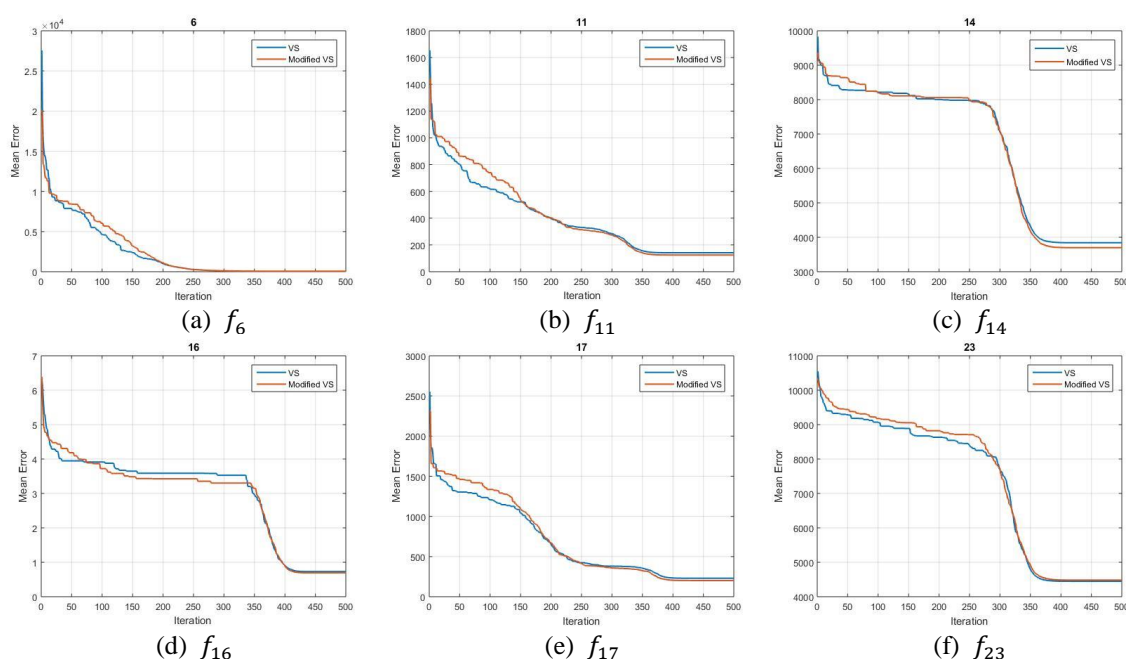 6
×10⁴
3
2.5
2
1.5
1
0.5
0
Mean Error
VS
Modified VS
0 50 100 150 200 250 300 350 400 450 500
Iteration
(a) f₆
11
1800
1600
1400
1200
1000
800
600
400
200
0
Mean Error
VS
Modified VS
0 50 100 150 200 250 300 350 400 450 500
Iteration
(b) f₁₁
14
10000
9000
8000
7000
6000
5000
4000
3000
Mean Error
VS
Modified VS
0 50 100 150 200 250 300 350 400 450 500
Iteration
(c) f₁₄
16
7
6
5
4
3
2
1
0
Mean Error
VS
Modified VS
0 50 100 150 200 250 300 350 400 450 500
Iteration
(d) f₁₆
17
3000
2500
2000
1500
1000
500
0
Mean Error
VS
Modified VS
0 50 100 150 200 250 300 350 400 450 500
Iteration
(e) f₁₇
23
11000
10000
9000
8000
7000
6000
5000
4000
Mean Error
VS
Modified VS
0 50 100 150 200 250 300 350 400 450 500
Iteration
(f) f₂₃